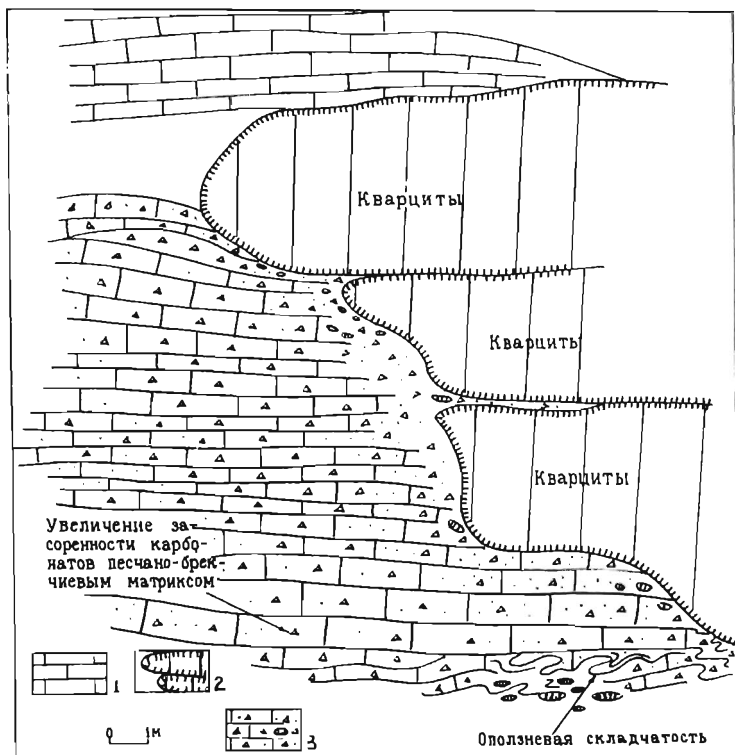 Кварциты
Кварциты
Кварциты
Увеличение за-
соренности карбо-
натов песчано-брек-
чиевым матриксом
1
2
0 1м
3
Оползневая складчатость